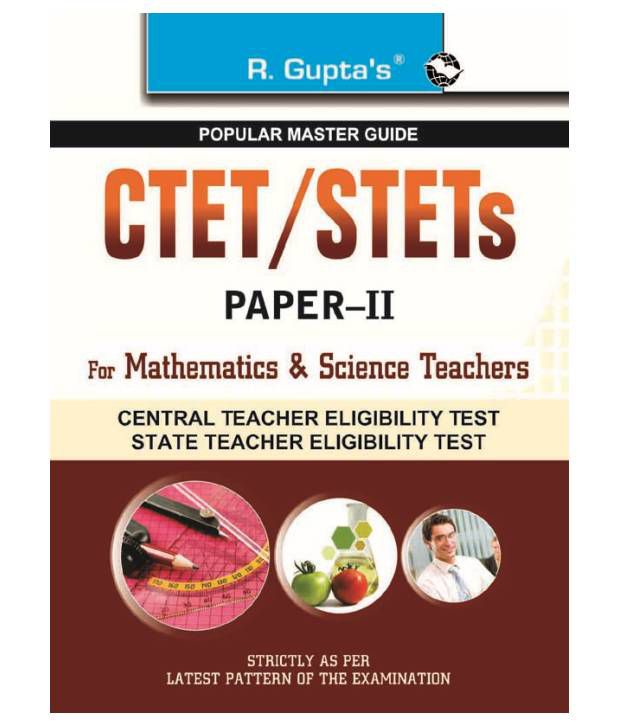 R. Gupta's®
POPULAR MASTER GUIDE
CTET/STETs
PAPER–II
For Mathematics & Science Teachers
CENTRAL TEACHER ELIGIBILITY TEST
STATE TEACHER ELIGIBILITY TEST
STRICTLY AS PER
LATEST PATTERN OF THE EXAMINATION